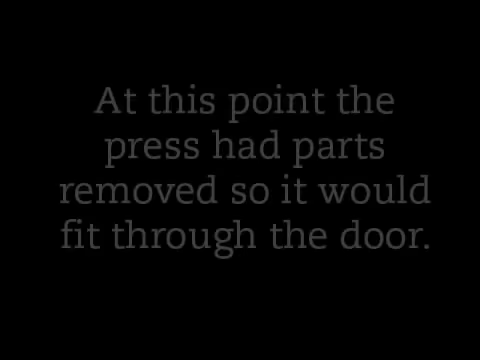 At this point the
press had parts
removed so it would
fit through the door.